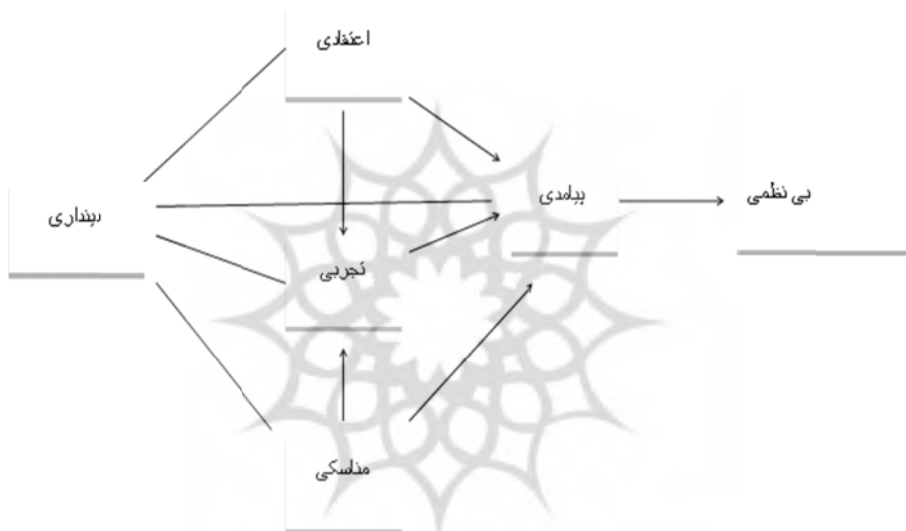 اعتقادی
دینداری
پیامدی
بی نظمی
تجربی
مناسکی